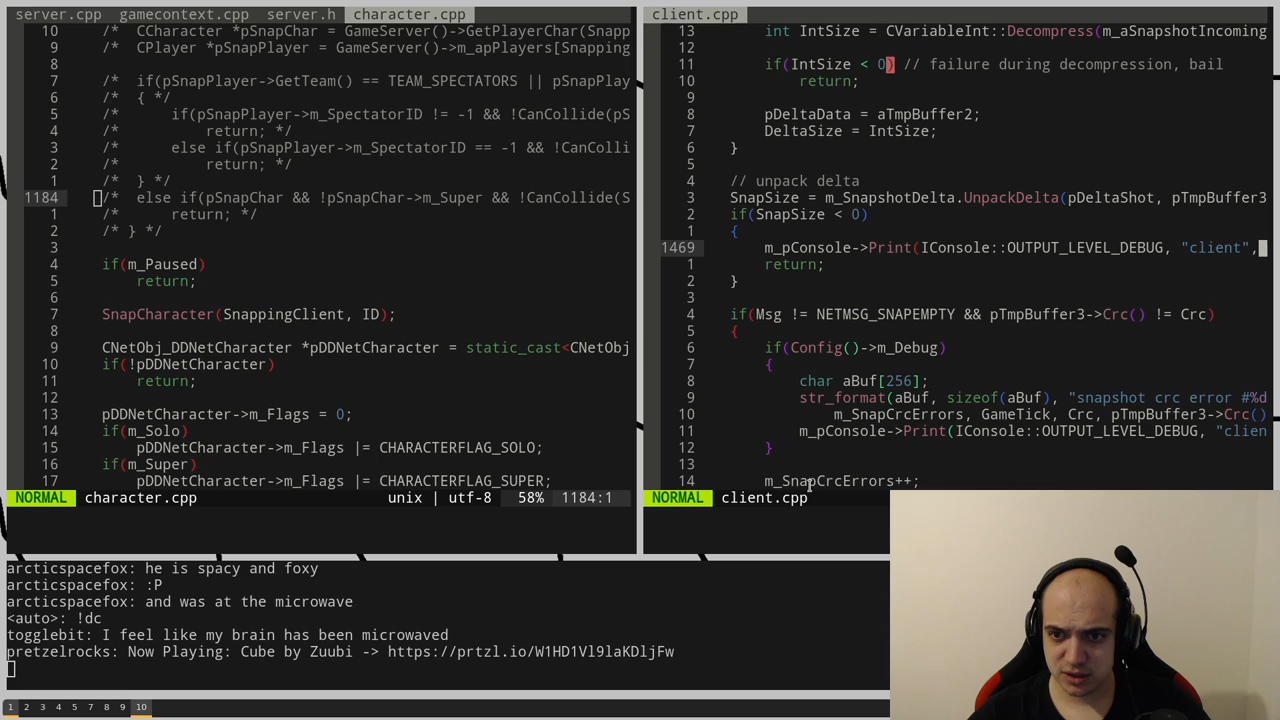 server.cpp gamecontext.cpp server.h character.cpp
10 /* CCharacter *pSnapChar = GameServer()->GetPlayerChar(Snapp
9 /* CPlayer *pSnapPlayer = GameServer()->m_apPlayers[Snapping
8
7 /* if(pSnapPlayer->GetTeam() == TEAM_SPECTATORS || pSnapPlay
6 /* { */
5 /* if(pSnapPlayer->m_SpectatorID != -1 && !CanCollide(pS
4 /* return; */
3 /* else if(pSnapPlayer->m_SpectatorID == -1 && !CanColli
2 /* return; */
1 /* } */
1184 /* else if(pSnapChar && !pSnapChar->m_Super && !CanCollide(S
1 /* return; */
2 /* } */
3
4 if(m_Paused)
5 return;
6
7 SnapCharacter(SnappingClient, ID);
8
9 CNetObj_DDNetCharacter *pDDNetCharacter = static_cast<CNetObj
10 if(!pDDNetCharacter)
11 return;
12
13 pDDNetCharacter->m_Flags = 0;
14 if(m_Solo)
15 pDDNetCharacter->m_Flags |= CHARACTERFLAG_SOLO;
16 if(m_Super)
17 pDDNetCharacter->m_Flags |= CHARACTERFLAG_SUPER;
NORMAL character.cpp unix | utf-8 58% 1184:1
client.cpp
13 int IntSize = CVariableInt::Decompress(m_aSnapshotIncoming
12
11 if(IntSize < 0) // failure during decompression, bail
10 return;
9
8 pDeltaData = aTmpBuffer2;
7 DeltaSize = IntSize;
6 }
5
4 // unpack delta
3 SnapSize = m_SnapshotDelta.UnpackDelta(pDeltaShot, pTmpBuffer3
2 if(SnapSize < 0)
1 {
1469 m_pConsole->Print(IConsole::OUTPUT_LEVEL_DEBUG, "client",
1 return;
2 }
3
4 if(Msg != NETMSG_SNAPEMPTY && pTmpBuffer3->Crc() != Crc)
5 {
6 if(Config()->m_Debug)
7 {
8 char aBuf[256];
9 str_format(aBuf, sizeof(aBuf), "snapshot crc error #%d
10 m_SnapCrcErrors, GameTick, Crc, pTmpBuffer3->Crc()
11 m_pConsole->Print(IConsole::OUTPUT_LEVEL_DEBUG, "clien
12 }
13
14 m_SnapCrcErrors++;
NORMAL client.cpp
arcticspacefox: he is spacy and foxy
arcticspacefox: :P
arcticspacefox: and was at the microwave
<auto>: !dc
togglebit: I feel like my brain has been microwaved
pretzelrocks: Now Playing: Cube by Zuubi -> https://prtzl.io/W1HD1Vl9laKDljFw
1 2 3 4 5 6 7 8 9 10